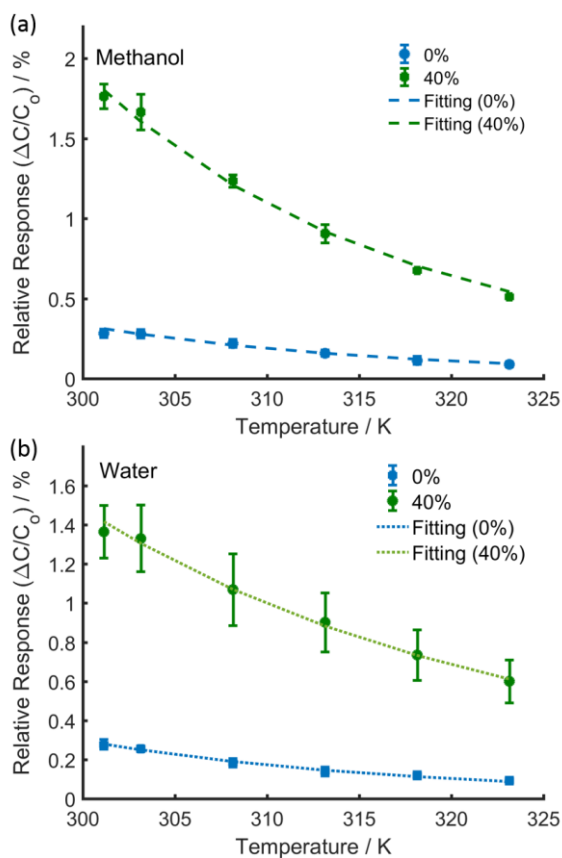 (a)
Methanol
0%
40%
Fitting (0%)
Fitting (40%)
Relative Response (ΔC/C₀) / %
2
1.5
1
0.5
0
300 305 310 315 320 325
Temperature / K
(b)
Water
0%
40%
Fitting (0%)
Fitting (40%)
Relative Response (ΔC/C₀) / %
1.6
1.4
1.2
1
0.8
0.6
0.4
0.2
0
300 305 310 315 320 325
Temperature / K